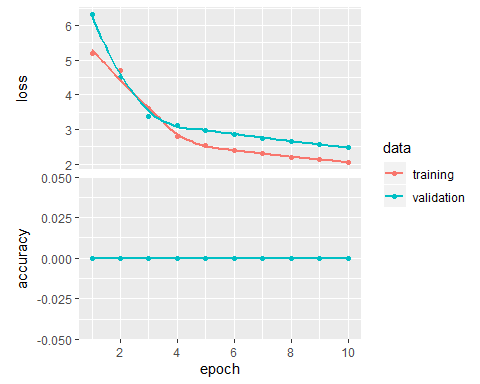 loss
6
5
4
3
2
accuracy
0.050
0.025
0.000
-0.025
-0.050
2
4
6
8
10
epoch
data
training
validation